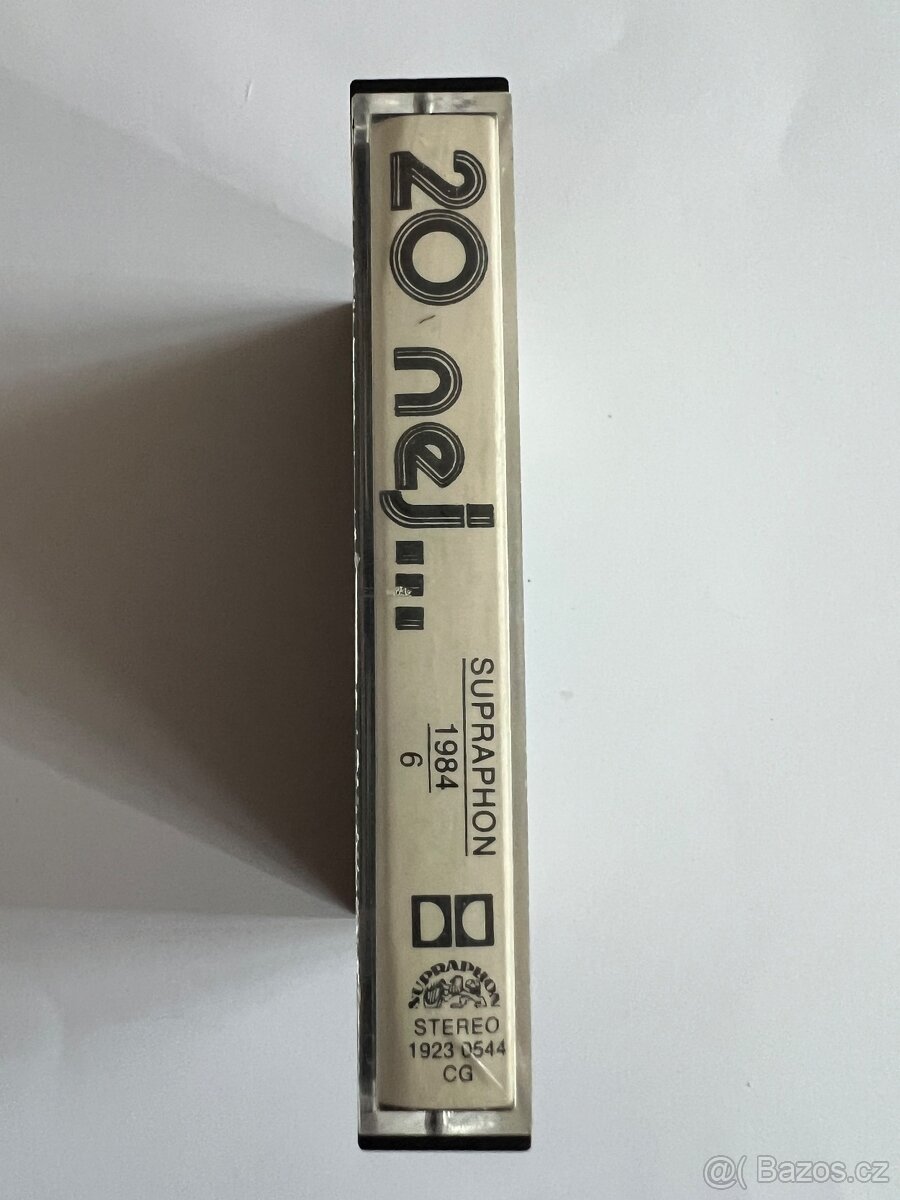 20 nej...
SUPRAPHON
1984
6
SUPRAPHON
STEREO
1923 0544
CG
@( Bazos.cz